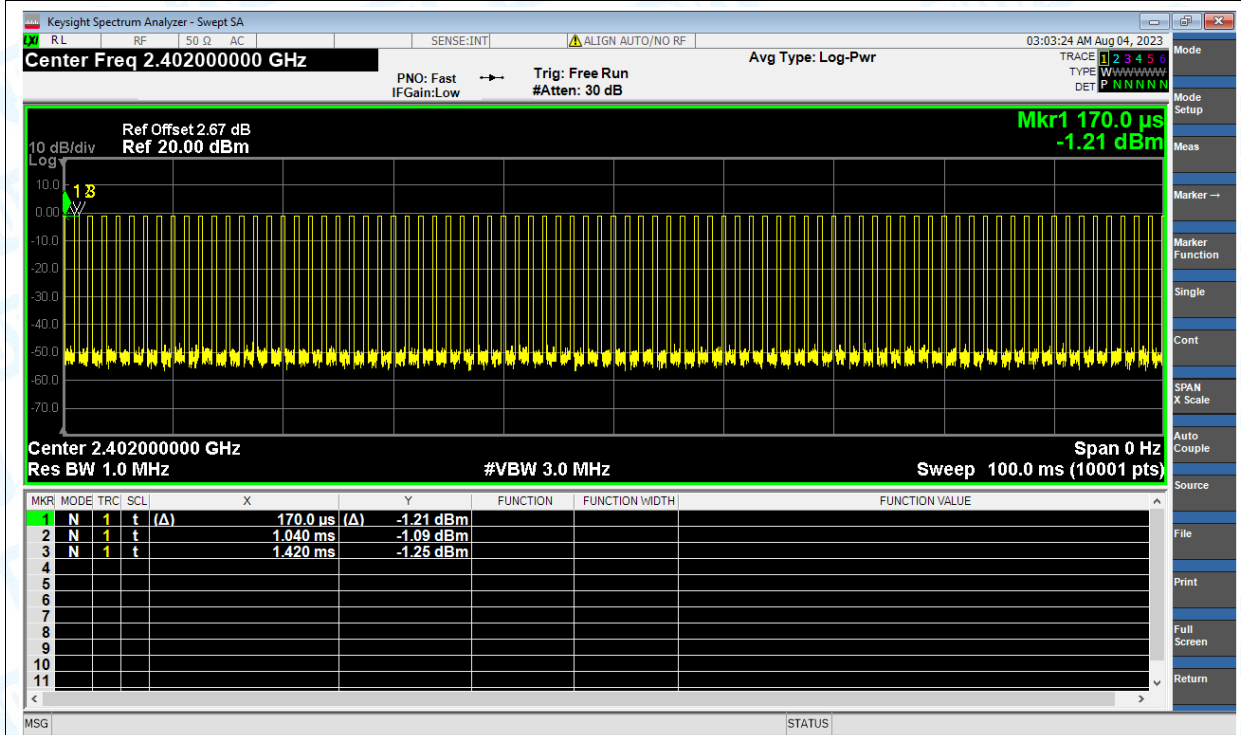 Keysight Spectrum Analyzer - Swept SA
LXI RL RF 50 Ω AC SENSE:INT ALIGN AUTO/NO RF 03:03:24 AM Aug 04, 2023
Center Freq 2.402000000 GHz
PNO: Fast
IFGain:Low
Trig: Free Run
#Atten: 30 dB
Avg Type: Log-Pwr
TRACE 1 2 3 4 5 6
TYPE WWWWWW
DET P N N N N N
Mkr1 170.0 µs
-1.21 dBm
Ref Offset 2.67 dB
10 dB/div Ref 20.00 dBm
Log
10.0
0.00
-10.0
-20.0
-30.0
-40.0
-50.0
-60.0
-70.0
1 2 3
Center 2.402000000 GHz Span 0 Hz
Res BW 1.0 MHz #VBW 3.0 MHz Sweep 100.0 ms (10001 pts)
MKR MODE TRC SCL X Y FUNCTION FUNCTION WIDTH FUNCTION VALUE
1 N 1 t (Δ) 170.0 µs (Δ) -1.21 dBm
2 N 1 t 1.040 ms -1.09 dBm
3 N 1 t 1.420 ms -1.25 dBm
4
5
6
7
8
9
10
11
MSG STATUS
Mode
Mode
Setup
Meas
Marker →
Marker
Function
Single
Cont
SPAN
X Scale
Auto
Couple
Source
File
Print
Full
Screen
Return